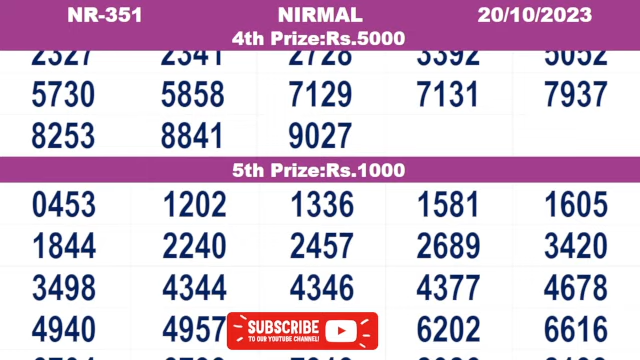 NR-351 NIRMAL 20/10/2023
4th Prize:Rs.5000
2327 2341 2728 3392 5052
5730 5858 7129 7131 7937
8253 8841 9027
5th Prize:Rs.1000
0453 1202 1336 1581 1605
1844 2240 2457 2689 3420
3498 4344 4346 4377 4678
4940 4957 6202 6616
SUBSCRIBE
TO OUR YOUTUBE CHANNEL!